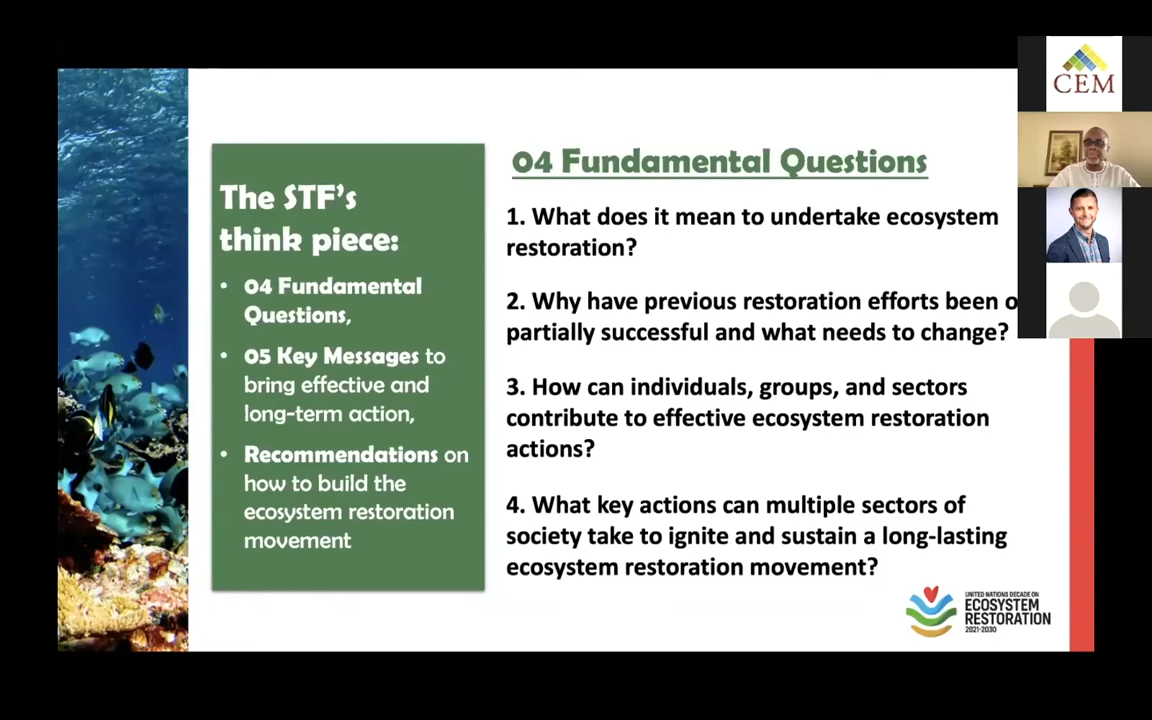 The STF's
think piece:
• 04 Fundamental
Questions,
• 05 Key Messages to
bring effective and
long-term action,
• Recommendations on
how to build the
ecosystem restoration
movement
04 Fundamental Questions
1. What does it mean to undertake ecosystem
restoration?
2. Why have previous restoration efforts been
partially successful and what needs to change?
3. How can individuals, groups, and sectors
contribute to effective ecosystem restoration
actions?
4. What key actions can multiple sectors of
society take to ignite and sustain a long-lasting
ecosystem restoration movement?
UNITED NATIONS DECADE ON
ECOSYSTEM
RESTORATION
2021-2030
CEM